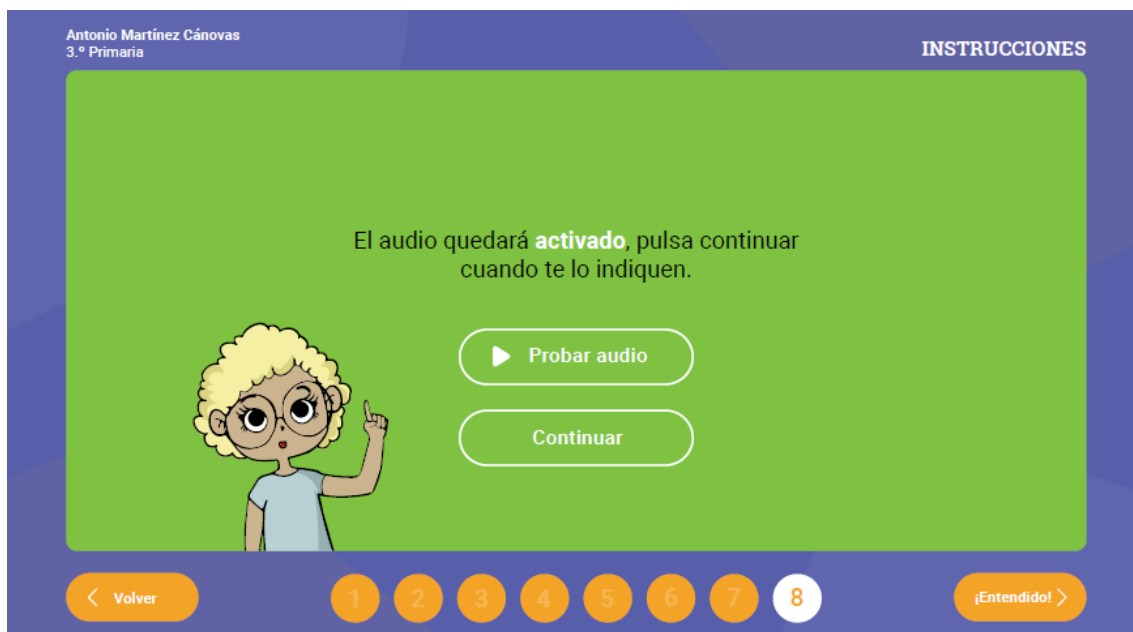 Antonio Martínez Cánovas
3.º Primaria
INSTRUCCIONES
El audio quedará activado, pulsa continuar
cuando te lo indiquen.
Probar audio
Continuar
Volver
1 2 3 4 5 6 7 8
¡Entendido!